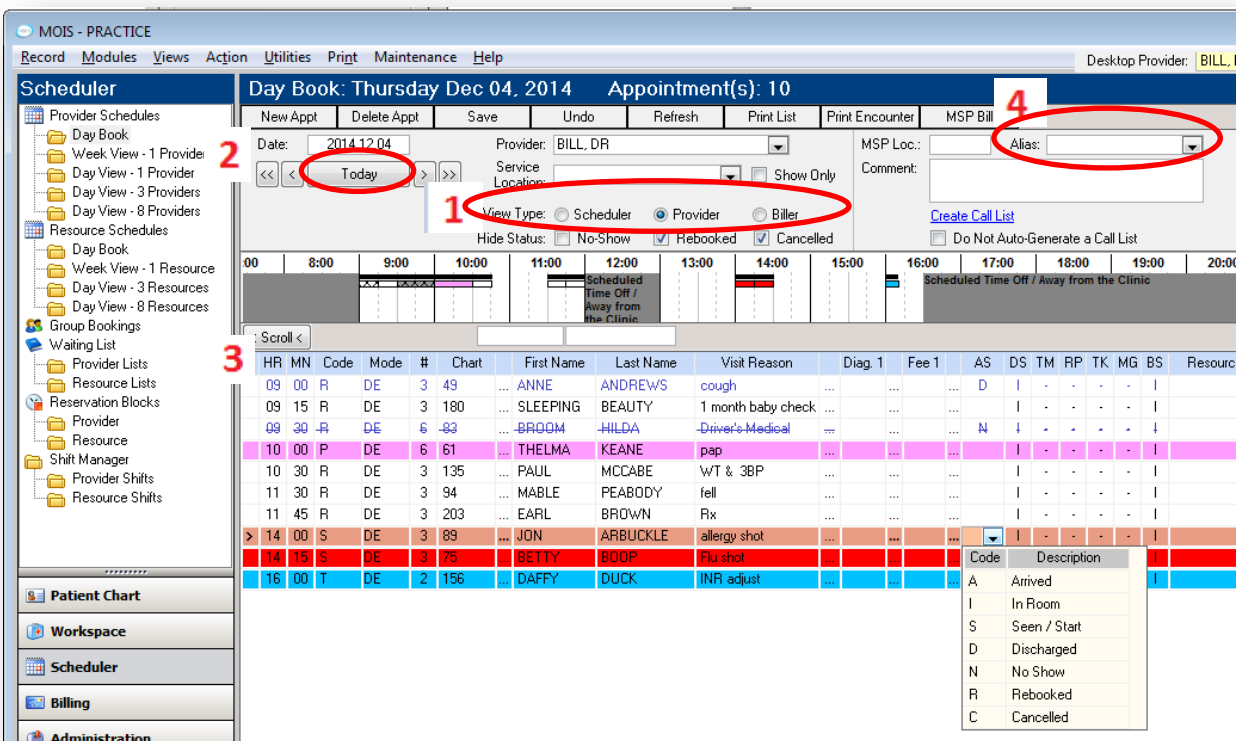 MOIS - PRACTICE
Record Modules Views Action Utilities Print Maintenance Help
Desktop Provider: BILL,
Scheduler
Day Book: Thursday Dec 04, 2014 Appointment(s): 10
4
New Appt Delete Appt Save Undo Refresh Print List Print Encounter MSP Bill
Provider Schedules
Day Book
Week View - 1 Provider
Day View - 1 Provider
Day View - 3 Providers
Day View - 8 Providers
Resource Schedules
Day Book
Week View - 1 Resource
Day View - 3 Resources
Day View - 8 Resources
Group Bookings
Waiting List
Provider Lists
Resource Lists
Reservation Blocks
Provider
Resource
Shift Manager
Provider Shifts
Resource Shifts
Patient Chart
Workspace
Scheduler
Billing
Administration
2
Date: 2014.12.04
<< < Today > >>
Provider: BILL, DR
Service Location: Show Only
1
View Type: Scheduler Provider Biller
Hide Status: No-Show Rebooked Cancelled
MSP Loc.: Alias:
Comment:
Create Call List
Do Not Auto-Generate a Call List
:00 8:00 9:00 10:00 11:00 12:00 13:00 14:00 15:00 16:00 17:00 18:00 19:00 20:00
Scheduled
Time Off /
Away from
the Clinic
Scheduled Time Off / Away from the Clinic
: Scroll <
3
HR MN Code Mode # Chart First Name Last Name Visit Reason Diag. 1 Fee 1 AS DS TM RP TK MG BS Resourc
09 00 R DE 3 49 ... ANNE ANDREWS cough ... ... ... D I - - - - I
09 15 R DE 3 180 ... SLEEPING BEAUTY 1 month baby check ... ... ... I - - - - I
09 30 R DE 6 83 ... BROOM HILDA Driver's Medical ... ... ... N I - - - - I
10 00 P DE 6 61 ... THELMA KEANE pap ... ... ... I - - - - I
10 30 R DE 3 135 ... PAUL MCCABE WT & 3BP ... ... ... I - - - - I
11 30 R DE 3 94 ... MABLE PEABODY fell ... ... ... I - - - - I
11 45 R DE 3 203 ... EARL BROWN Rx ... ... ... I - - - - I
> 14 00 S DE 3 89 ... JON ARBUCKLE allergy shot ... ... ... I - - - - I
14 15 S DE 3 75 ... BETTY BOOP Flu shot ... ... ... I
16 00 T DE 2 156 ... DAFFY DUCK INR adjust ... ... ... I
Code Description
A Arrived
I In Room
S Seen / Start
D Discharged
N No Show
R Rebooked
C Cancelled